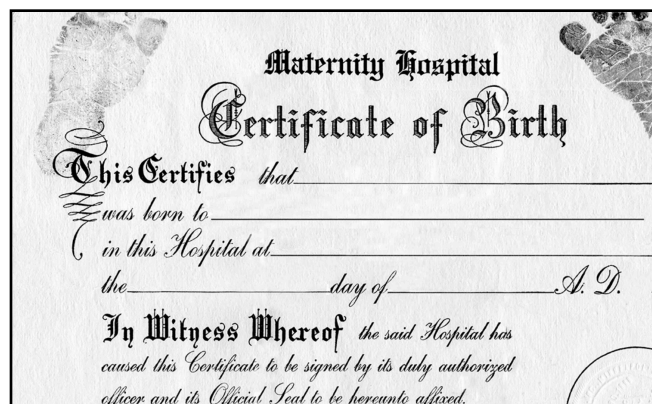 Maternity Hospital
Certificate of Birth
This Certifies that
was born to
in this Hospital at
the day of A. D.
In Witness Whereof the said Hospital has
caused this Certificate to be signed by its duly authorized
officer and its Official Seal to be hereunto affixed.